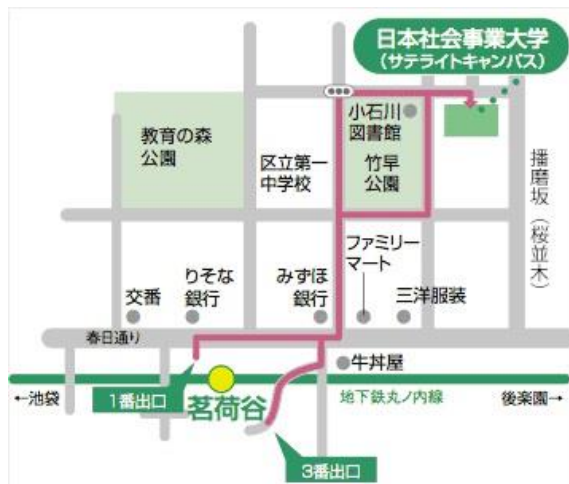 日本社会事業大学
（サテライトキャンパス）
教育の森
公園
区立第一
中学校
小石川
図書館
竹早
公園
播磨坂（桜並木）
交番
りそな
銀行
みずほ
銀行
ファミリー
マート
三洋服装
春日通り
牛丼屋
←池袋
1番出口
茗荷谷
地下鉄丸ノ内線
後楽園→
3番出口